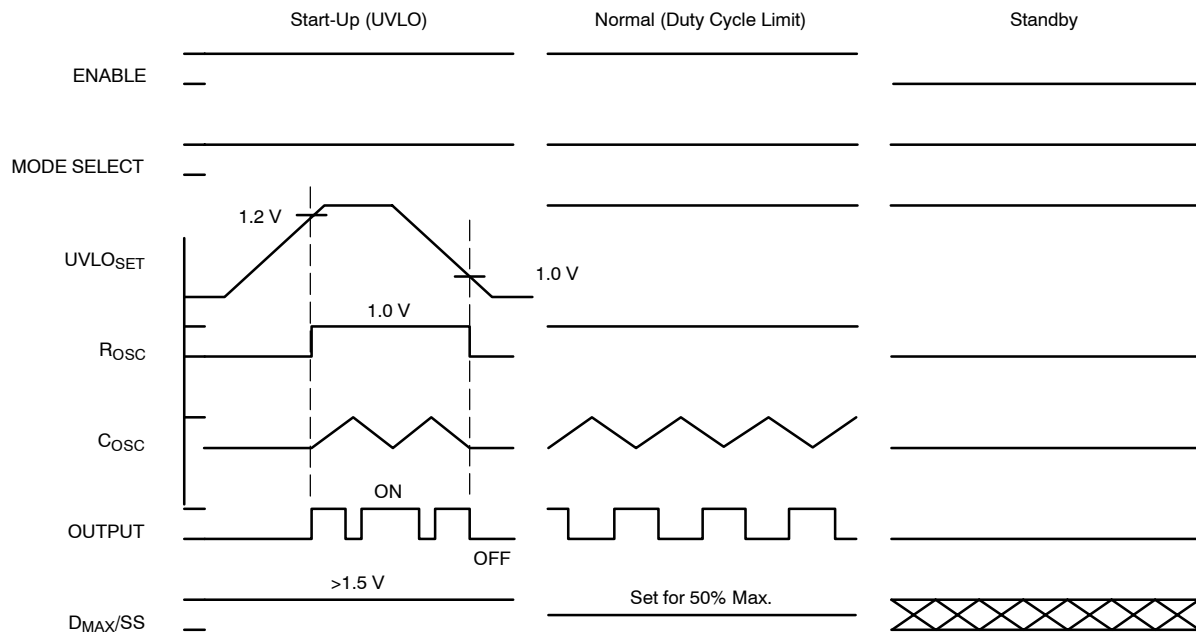 Start-Up (UVLO)
Normal (Duty Cycle Limit)
Standby
ENABLE
MODE SELECT
1.2 V
UVLOSET
1.0 V
1.0 V
ROSC
COSC
ON
OUTPUT
OFF
>1.5 V
Set for 50% Max.
DMAX/SS